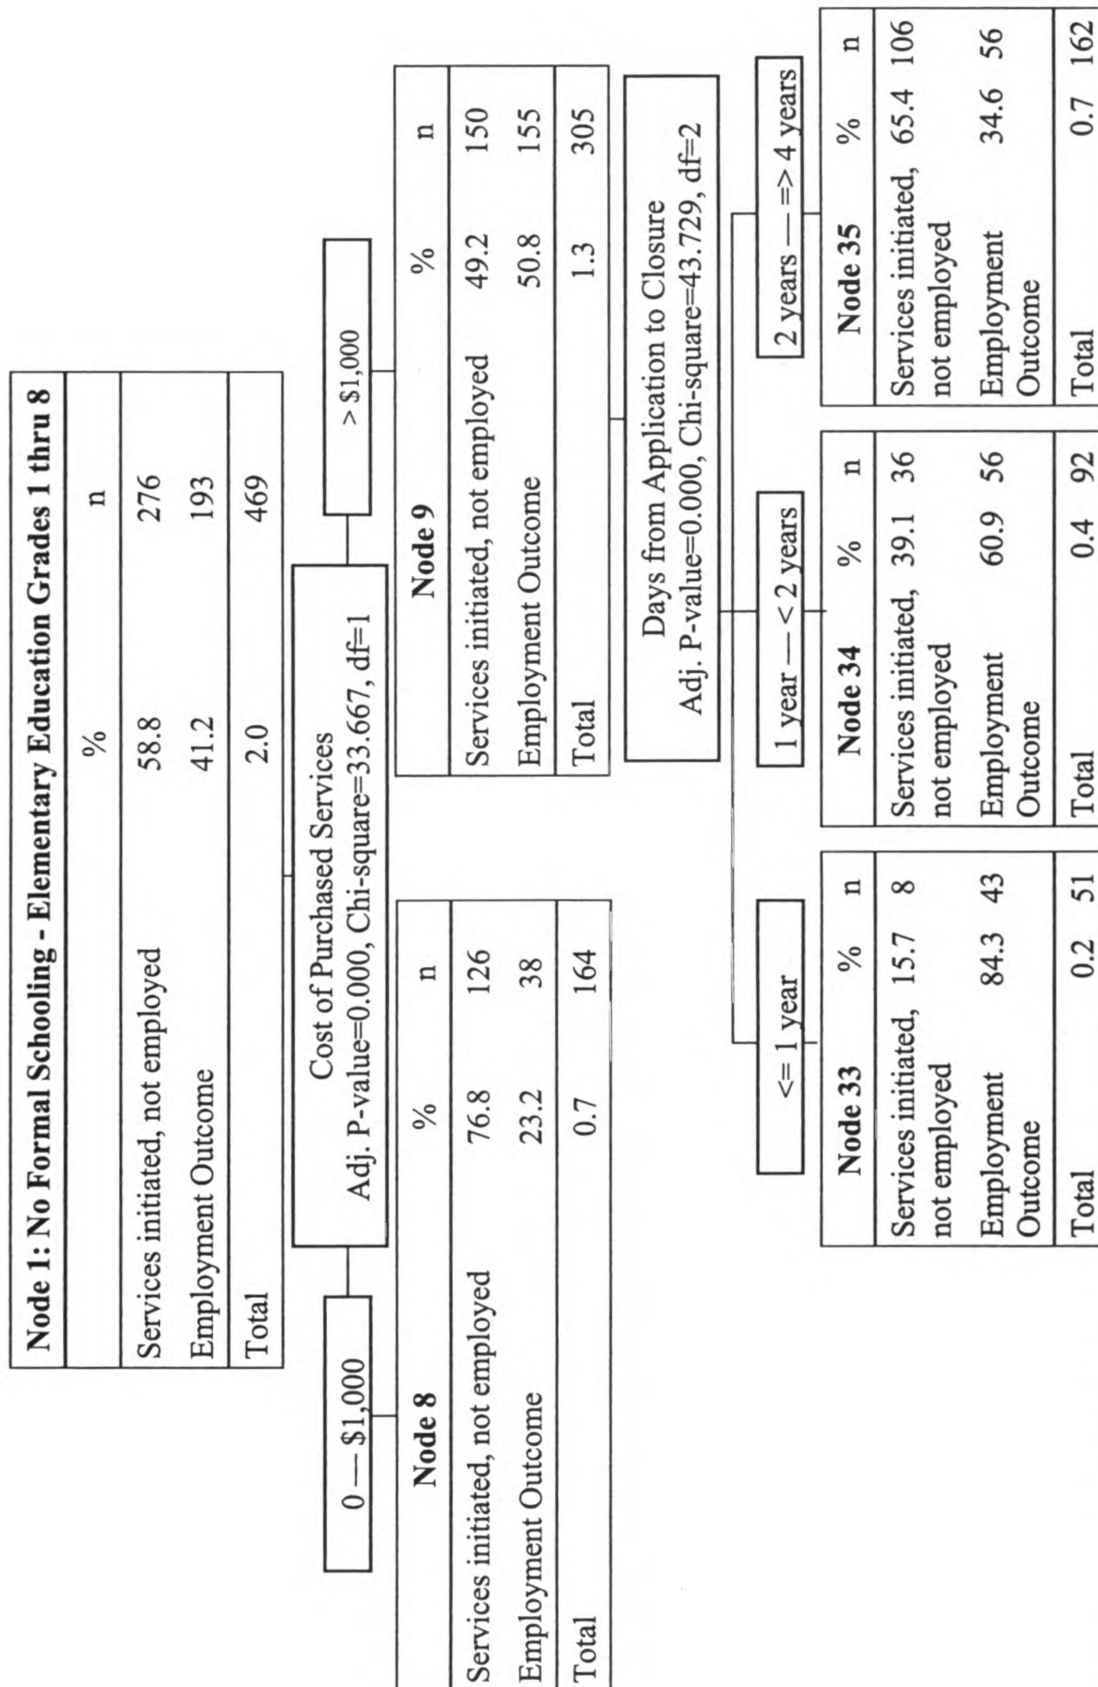 Node 1: No Formal Schooling - Elementary Education Grades 1 thru 8
% n
Services initiated, not employed 58.8 276
Employment Outcome 41.2 193
Total 2.0 469
Cost of Purchased Services
Adj. P-value=0.000, Chi-square=33.667, df=1
0 — $1,000
> $1,000
Node 8 % n
Services initiated, not employed 76.8 126
Employment Outcome 23.2 38
Total 0.7 164
Node 9 % n
Services initiated, not employed 49.2 150
Employment Outcome 50.8 155
Total 1.3 305
Days from Application to Closure
Adj. P-value=0.000, Chi-square=43.729, df=2
<= 1 year
1 year — < 2 years
2 years — => 4 years
Node 33 % n
Services initiated, 15.7 8
not employed
Employment 84.3 43
Outcome
Total 0.2 51
Node 34 % n
Services initiated, 39.1 36
not employed
Employment 60.9 56
Outcome
Total 0.4 92
Node 35 % n
Services initiated, 65.4 106
not employed
Employment 34.6 56
Outcome
Total 0.7 162